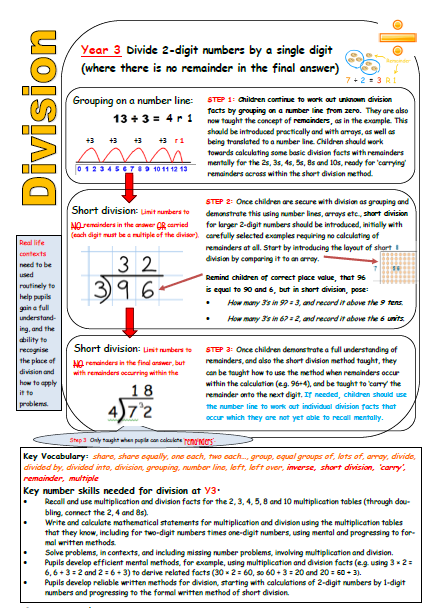 Division
Year 3 Divide 2-digit numbers by a single digit
(where there is no remainder in the final answer)
Remainder
7 ÷ 2 = 3 R 1
Grouping on a number line:
13 ÷ 3 = 4 r 1
+3 +3 +3 +3 r 1
0 1 2 3 4 5 6 7 8 9 10 11 12 13
STEP 1: Children continue to work out unknown division
facts by grouping on a number line from zero. They are also
now taught the concept of remainders, as in the example. This
should be introduced practically and with arrays, as well as
being translated to a number line. Children should work
towards calculating some basic division facts with remainders
mentally for the 2s, 3s, 4s, 5s, 8s and 10s, ready for 'carrying'
remainders across within the short division method.
Short division: Limit numbers to
NO remainders in the answer OR carried
(each digit must be a multiple of the divisor).
3 2
3 9 6
STEP 2: Once children are secure with division as grouping and
demonstrate this using number lines, arrays etc., short division
for larger 2-digit numbers should be introduced, initially with
carefully selected examples requiring no calculating of
remainders at all. Start by introducing the layout of short
division by comparing it to an array.
Remind children of correct place value, that 96
is equal to 90 and 6, but in short division, pose:
• How many 3's in 9? = 3, and record it above the 9 tens.
• How many 3's in 6? = 2, and record it above the 6 units.
Real life
contexts
need to be
used
routinely to
help pupils
gain a full
understand-
ing, and the
ability to
recognise
the place of
division and
how to apply
it to
problems.
Short division: Limit numbers to
NO remainders in the final answer, but
with remainders occurring within the
18
4 7 3 2
STEP 3: Once children demonstrate a full understanding of
remainders, and also the short division method taught, they
can be taught how to use the method when remainders occur
within the calculation (e.g. 96÷4), and be taught to 'carry' the
remainder onto the next digit. If needed, children should use
the number line to work out individual division facts that
occur which they are not yet able to recall mentally.
Step 3 Only taught when pupils can calculate 'remainders'.
Key Vocabulary: share, share equally, one each, two each…, group, equal groups of, lots of, array, divide,
divided by, divided into, division, grouping, number line, left, left over, inverse, short division, 'carry',
remainder, multiple
Key number skills needed for division at Y3:
• Recall and use multiplication and division facts for the 2, 3, 4, 5, 8 and 10 multiplication tables (through dou-
bling, connect the 2, 4 and 8s).
• Write and calculate mathematical statements for multiplication and division using the multiplication tables
that they know, including for two-digit numbers times one-digit numbers, using mental and progressing to for-
mal written methods.
• Solve problems, in contexts, and including missing number problems, involving multiplication and division.
• Pupils develop efficient mental methods, for example, using multiplication and division facts (e.g. using 3 × 2 =
6, 6 ÷ 3 = 2 and 2 = 6 ÷ 3) to derive related facts (30 × 2 = 60, so 60 ÷ 3 = 20 and 20 = 60 ÷ 3).
• Pupils develop reliable written methods for division, starting with calculations of 2-digit numbers by 1-digit
numbers and progressing to the formal written method of short division.